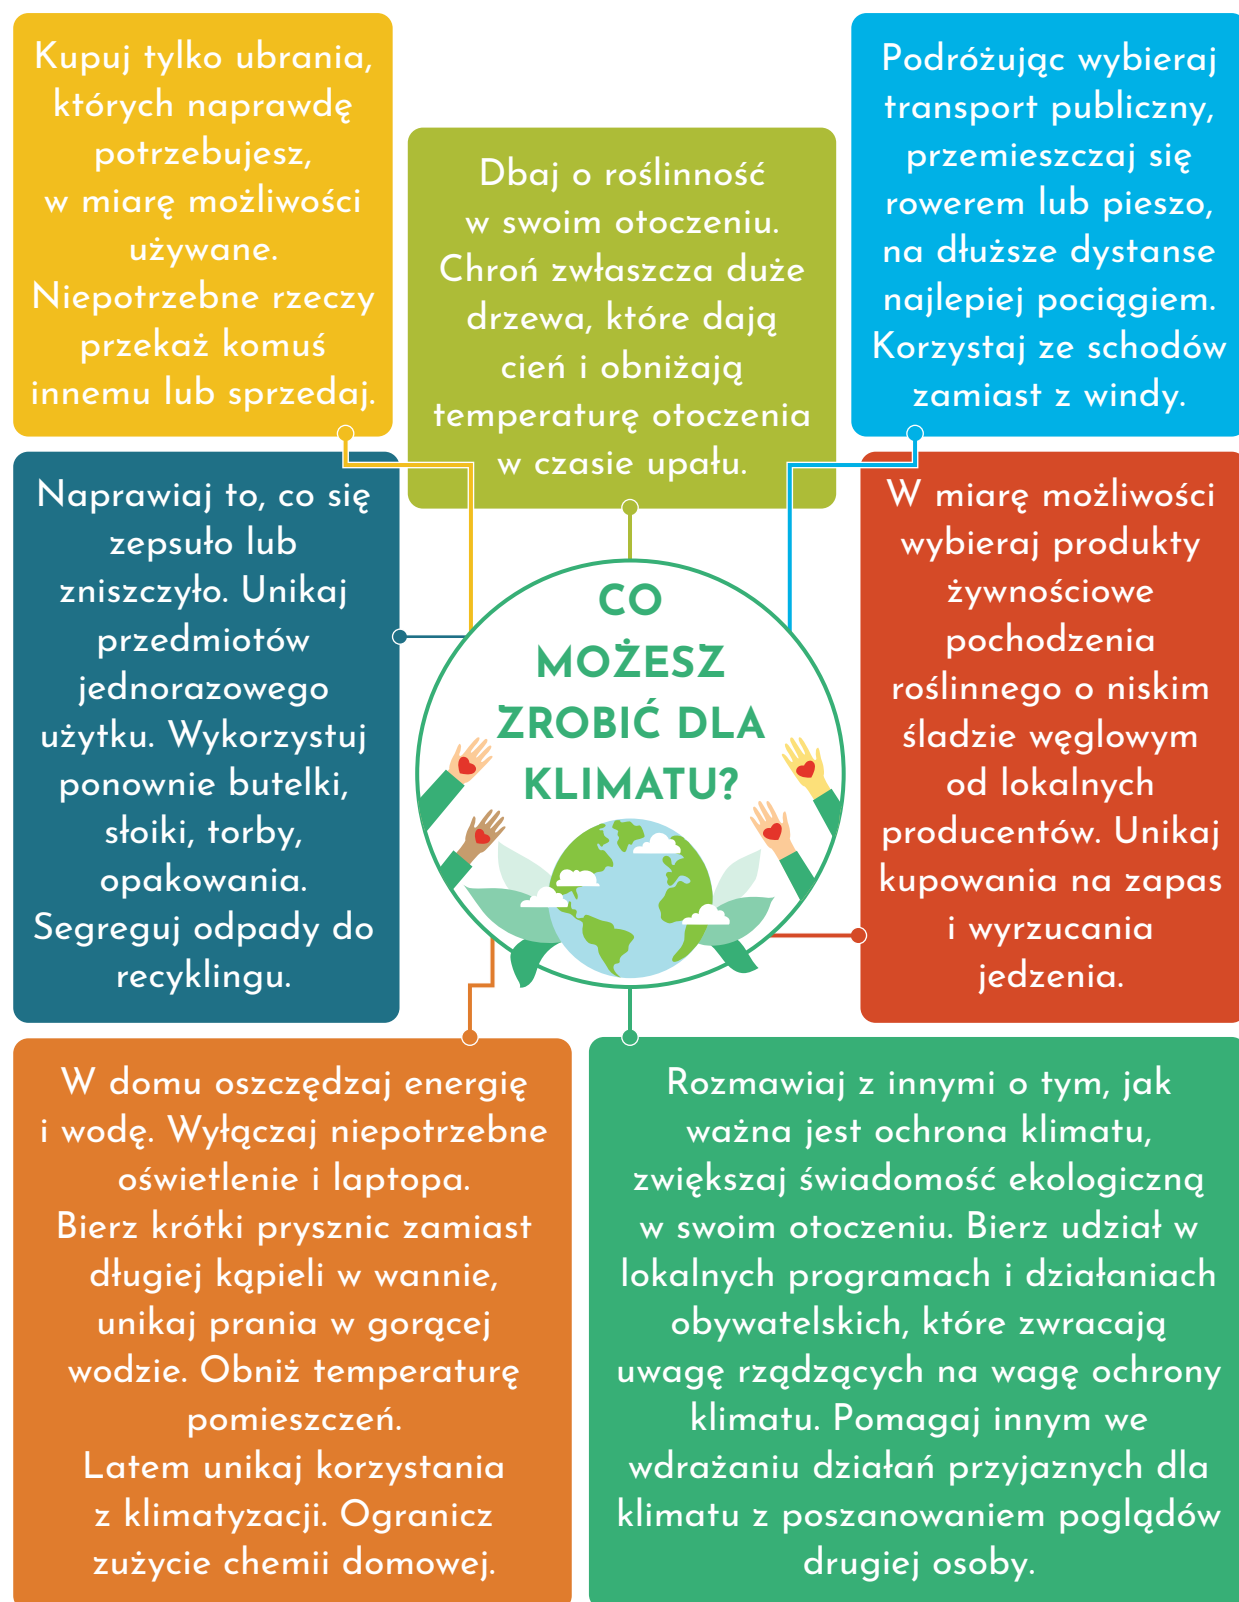 Kupuj tylko ubrania,
których naprawdę
potrzebujesz,
w miarę możliwości
używane.
Niepotrzebne rzeczy
przekaż komuś
innemu lub sprzedaj.
Dbaj o roślinność
w swoim otoczeniu.
Chroń zwłaszcza duże
drzewa, które dają
cień i obniżają
temperaturę otoczenia
w czasie upału.
Podróżując wybieraj
transport publiczny,
przemieszczaj się
rowerem lub pieszo,
na dłuższe dystanse
najlepiej pociągiem.
Korzystaj ze schodów
zamiast z windy.
Naprawiaj to, co się
zepsuło lub
zniszczyło. Unikaj
przedmiotów
jednorazowego
użytku. Wykorzystuj
ponownie butelki,
słoiki, torby,
opakowania.
Segreguj odpady do
recyklingu.
CO
MOŻESZ
ZROBIĆ DLA
KLIMATU?
W miarę możliwości
wybieraj produkty
żywnościowe
pochodzenia
roślinnego o niskim
śladzie węglowym
od lokalnych
producentów. Unikaj
kupowania na zapas
i wyrzucania
jedzenia.
W domu oszczędzaj energię
i wodę. Wyłączaj niepotrzebne
oświetlenie i laptopa.
Bierz krótki prysznic zamiast
długiej kąpieli w wannie,
unikaj prania w gorącej
wodzie. Obniż temperaturę
pomieszczeń.
Latem unikaj korzystania
z klimatyzacji. Ogranicz
zużycie chemii domowej.
Rozmawiaj z innymi o tym, jak
ważna jest ochrona klimatu,
zwiększaj świadomość ekologiczną
w swoim otoczeniu. Bierz udział w
lokalnych programach i działaniach
obywatelskich, które zwracają
uwagę rządzących na wagę ochrony
klimatu. Pomagaj innym we
wdrażaniu działań przyjaznych dla
klimatu z poszanowaniem poglądów
drugiej osoby.